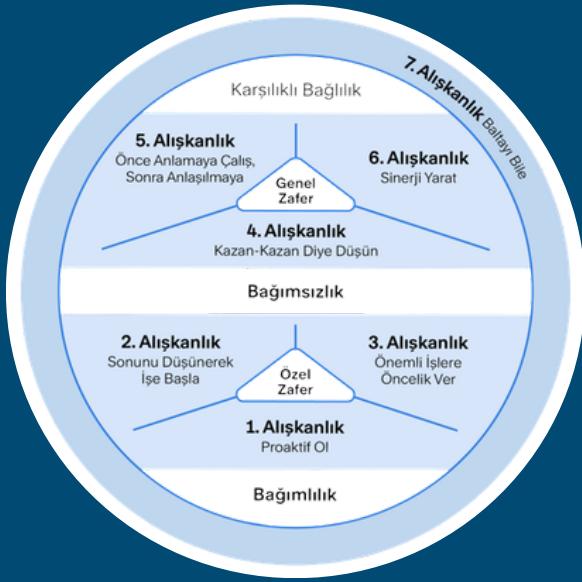 7. Alışkanlık Baltayı Bile
Karşılıklı Bağlılık
5. Alışkanlık
Önce Anlamaya Çalış,
Sonra Anlaşılmaya
6. Alışkanlık
Sinerji Yarat
Genel
Zafer
4. Alışkanlık
Kazan-Kazan Diye Düşün
Bağımsızlık
2. Alışkanlık
Sonunu Düşünerek
İşe Başla
3. Alışkanlık
Önemli İşlere
Öncelik Ver
Özel
Zafer
1. Alışkanlık
Proaktif Ol
Bağımlılık